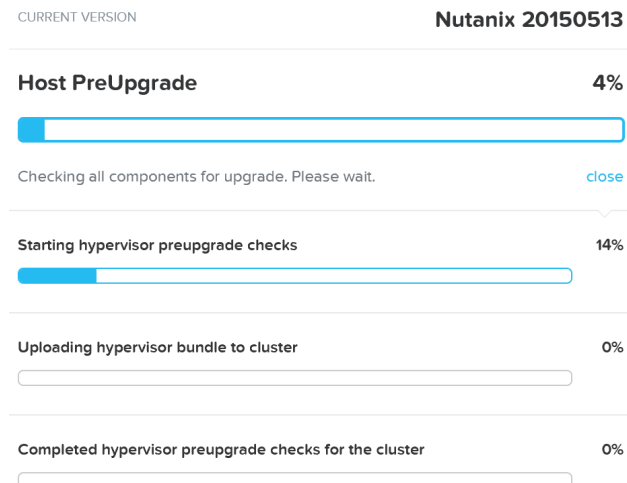 CURRENT VERSION Nutanix 20150513
Host PreUpgrade 4%
Checking all components for upgrade. Please wait. close
Starting hypervisor preupgrade checks 14%
Uploading hypervisor bundle to cluster 0%
Completed hypervisor preupgrade checks for the cluster 0%